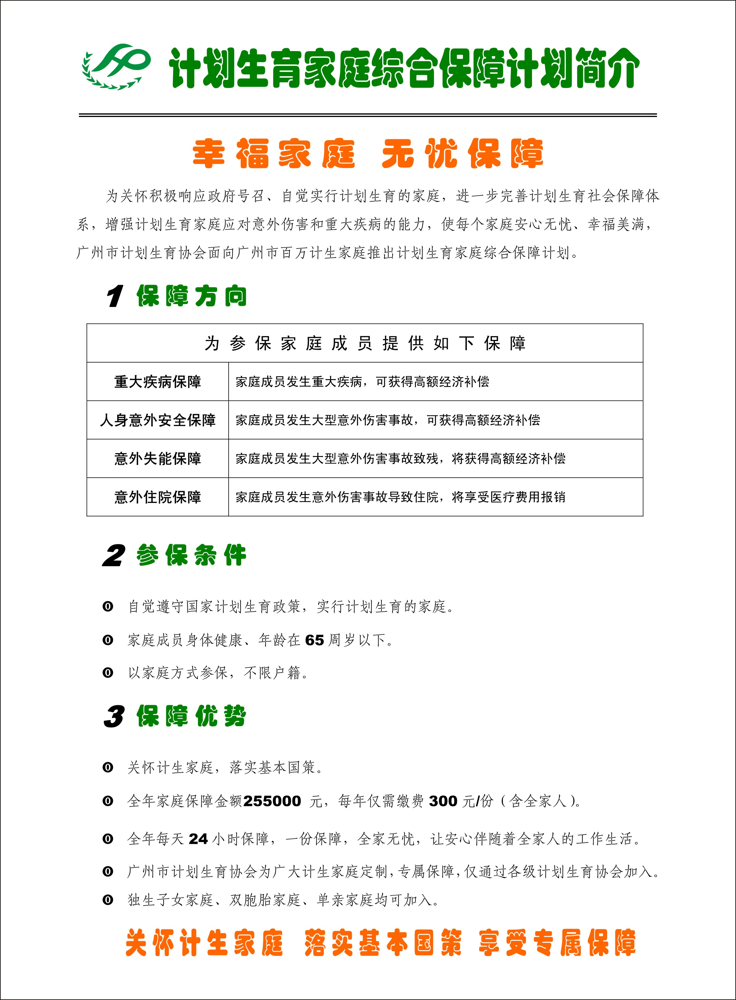 计划生育家庭综合保障计划简介
幸福家庭 无忧保障
为关怀积极响应政府号召、自觉实行计划生育的家庭，进一步完善计划生育社会保障体
系，增强计划生育家庭应对意外伤害和重大疾病的能力，使每个家庭安心无忧、幸福美满，
广州市计划生育协会面向广州市百万计生家庭推出计划生育家庭综合保障计划。
1 保障方向
为参保家庭成员提供如下保障
重大疾病保障 家庭成员发生重大疾病，可获得高额经济补偿
人身意外安全保障 家庭成员发生大型意外伤害事故，可获得高额经济补偿
意外失能保障 家庭成员发生大型意外伤害事故致残，将获得高额经济补偿
意外住院保障 家庭成员发生意外伤害事故导致住院，将享受医疗费用报销
2 参保条件
自觉遵守国家计划生育政策，实行计划生育的家庭。
家庭成员身体健康、年龄在 65 周岁以下。
以家庭方式参保，不限户籍。
3 保障优势
关怀计生家庭，落实基本国策。
全年家庭保障金额255000 元，每年仅需缴费 300 元/份（含全家人）。
全年每天 24 小时保障，一份保障，全家无忧，让安心伴随着全家人的工作生活。
广州市计划生育协会为广大计生家庭定制，专属保障，仅通过各级计划生育协会加入。
独生子女家庭、双胞胎家庭、单亲家庭均可加入。
关怀计生家庭 落实基本国策 享受专属保障